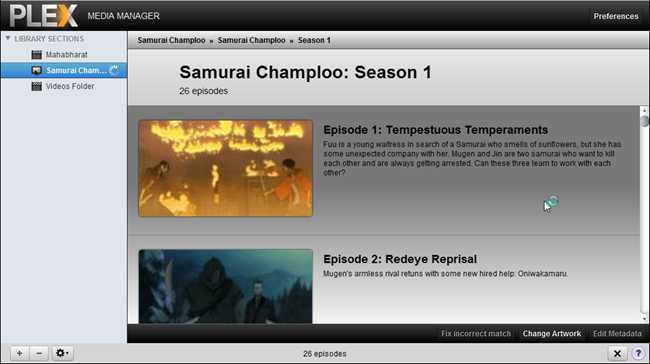 PLEX MEDIA MANAGER
Preferences
LIBRARY SECTIONS
Mahabharat
Samurai Cham...
Videos Folder
Samurai Champloo » Samurai Champloo » Season 1
Samurai Champloo: Season 1
26 episodes
Episode 1: Tempestuous Temperaments
Fuu is a young waitress in search of a Samurai who smells of sunflowers, but she has
some unexpected company with her. Mugen and Jin are two samurai who want to kill
each other and are always getting arrested. Can these three learn to work with each
other?
Episode 2: Redeye Reprisal
Mugen's armless rival retuns with some new hired help: Oniwakamaru.
Fix incorrect match Change Artwork Edit Metadata
26 episodes